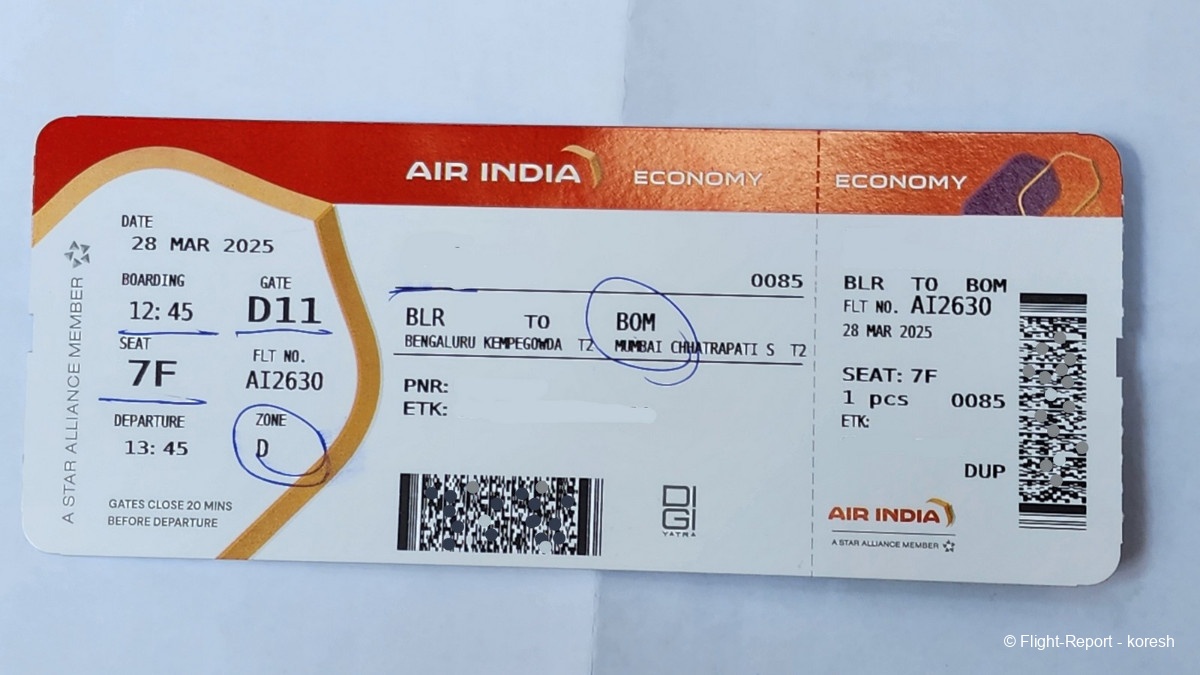 AIR INDIA ECONOMY
ECONOMY
A STAR ALLIANCE MEMBER
DATE
28 MAR 2025
BOARDING GATE
12:45 D11
SEAT FLT NO.
7F AI2630
DEPARTURE ZONE
13:45 D
GATES CLOSE 20 MINS
BEFORE DEPARTURE
0085
BLR TO BOM
BENGALURU KEMPEGOWDA T2 MUMBAI CHHATRAPATI S T2
PNR:
ETK:
DIGI
YATRA
BLR TO BOM
FLT NO. AI2630
28 MAR 2025
SEAT: 7F
1 pcs 0085
ETK:
DUP
AIR INDIA
A STAR ALLIANCE MEMBER
© Flight-Report - koresh